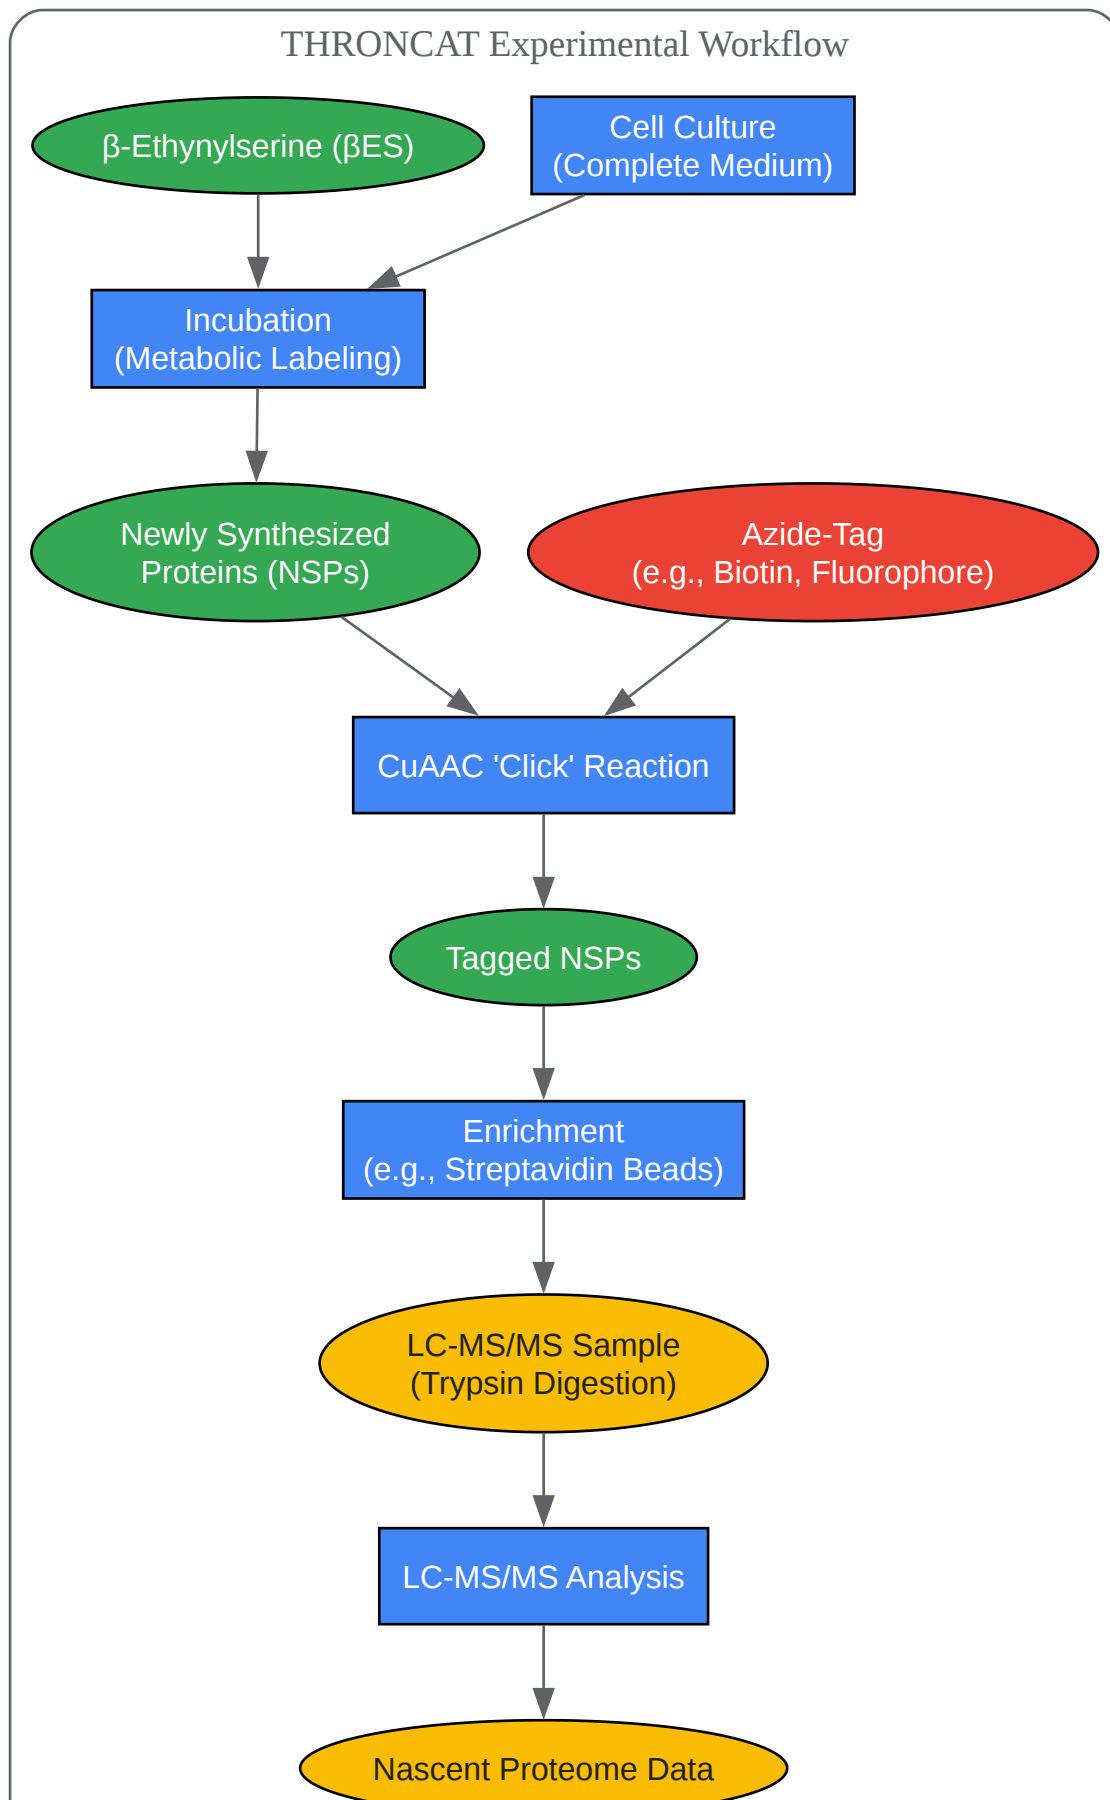 THRONCAT Experimental Workflow
β-Ethynylserine (βES)
Cell Culture
(Complete Medium)
Incubation
(Metabolic Labeling)
Newly Synthesized
Proteins (NSPs)
Azide-Tag
(e.g., Biotin, Fluorophore)
CuAAC 'Click' Reaction
Tagged NSPs
Enrichment
(e.g., Streptavidin Beads)
LC-MS/MS Sample
(Trypsin Digestion)
LC-MS/MS Analysis
Nascent Proteome Data